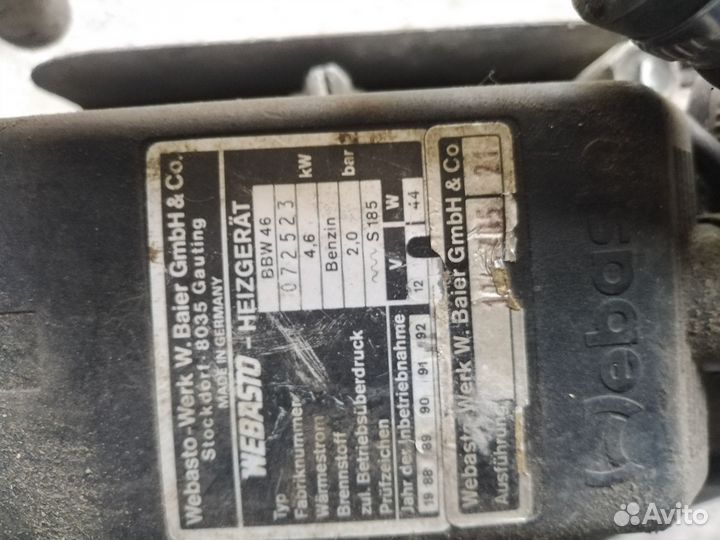 Webasto-Werk W. Baier GmbH & Co.
Stockdorf · 8035 Gauting
MADE IN GERMANY
WEBASTO - HEIZGERÄT
Typ BBW 46
Fabriknummer 072523
Wärmestrom 4,6 kW
Brennstoff Benzin
zul. Betriebsüberdruck 2,0 bar
Prüfzeichen S 185
12 V 44 W
Jahr der Inbetriebnahme
19 88 89 90 91 92
Webasto-Werk W. Baier GmbH & Co
Ausführung
21
Avito